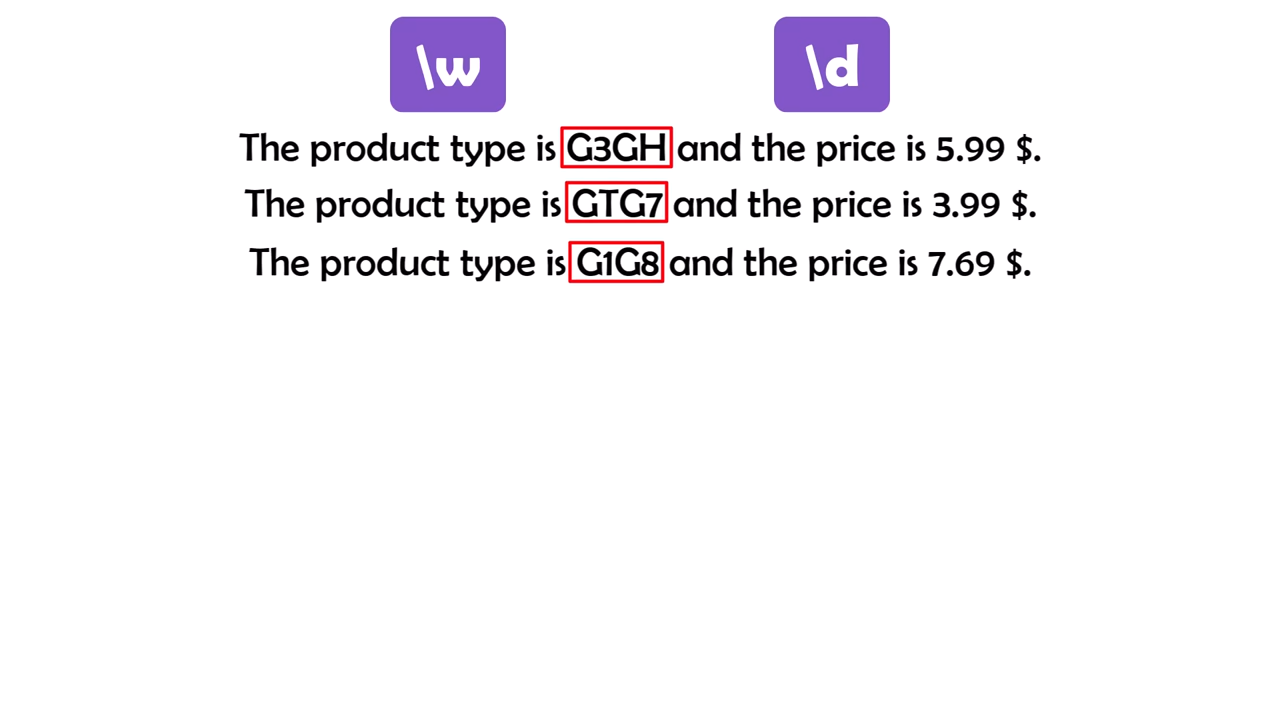 \w \d
The product type is G3GH and the price is 5.99 $.
The product type is GTG7 and the price is 3.99 $.
The product type is G1G8 and the price is 7.69 $.